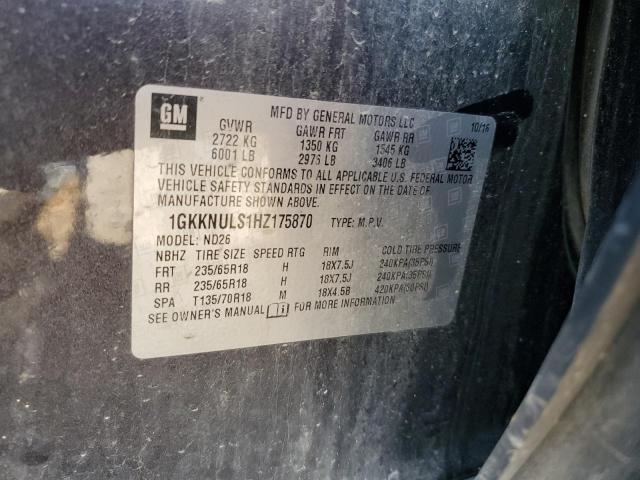 GM
MFD BY GENERAL MOTORS LLC
10/16
GVWR GAWR FRT GAWR RR
2722 KG 1350 KG 1545 KG
6001 LB 2976 LB 3406 LB
THIS VEHICLE CONFORMS TO ALL APPLICABLE U.S. FEDERAL MOTOR
VEHICLE SAFETY STANDARDS IN EFFECT ON THE DATE OF
MANUFACTURE SHOWN ABOVE.
1GKKNULS1HZ175870 TYPE: M.P.V.
MODEL: ND26
NBHZ TIRE SIZE SPEED RTG RIM COLD TIRE PRESSURE
FRT 235/65R18 H 18X7.5J 240KPA(35PSI)
RR 235/65R18 H 18X7.5J 240KPA(35PSI)
SPA T135/70R18 M 18X4.5B 420KPA(60PSI)
SEE OWNER'S MANUAL FOR MORE INFORMATION